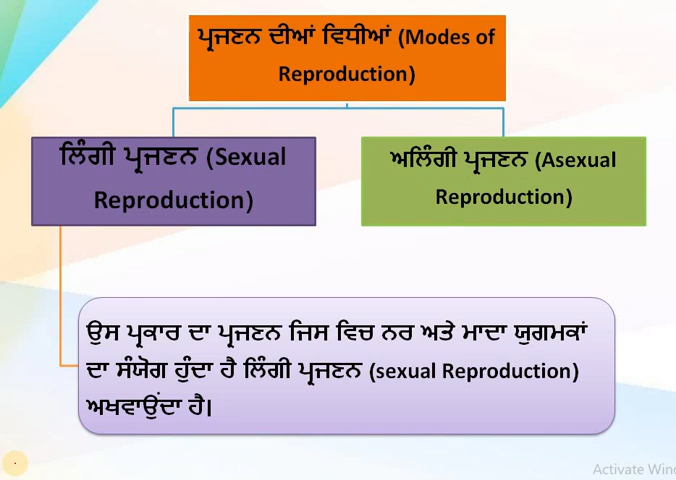 ਪ੍ਰਜਣਨ ਦੀਆਂ ਵਿਧੀਆਂ (Modes of
Reproduction)
ਲਿੰਗੀ ਪ੍ਰਜਣਨ (Sexual
Reproduction)
ਅਲਿੰਗੀ ਪ੍ਰਜਣਨ (Asexual
Reproduction)
ਉਸ ਪ੍ਰਕਾਰ ਦਾ ਪ੍ਰਜਣਨ ਜਿਸ ਵਿਚ ਨਰ ਅਤੇ ਮਾਦਾ ਯੁਗਮਕਾਂ
ਦਾ ਸੰਯੋਗ ਹੁੰਦਾ ਹੈ ਲਿੰਗੀ ਪ੍ਰਜਣਨ (sexual Reproduction)
ਅਖਵਾਉਂਦਾ ਹੈ।
Activate Win